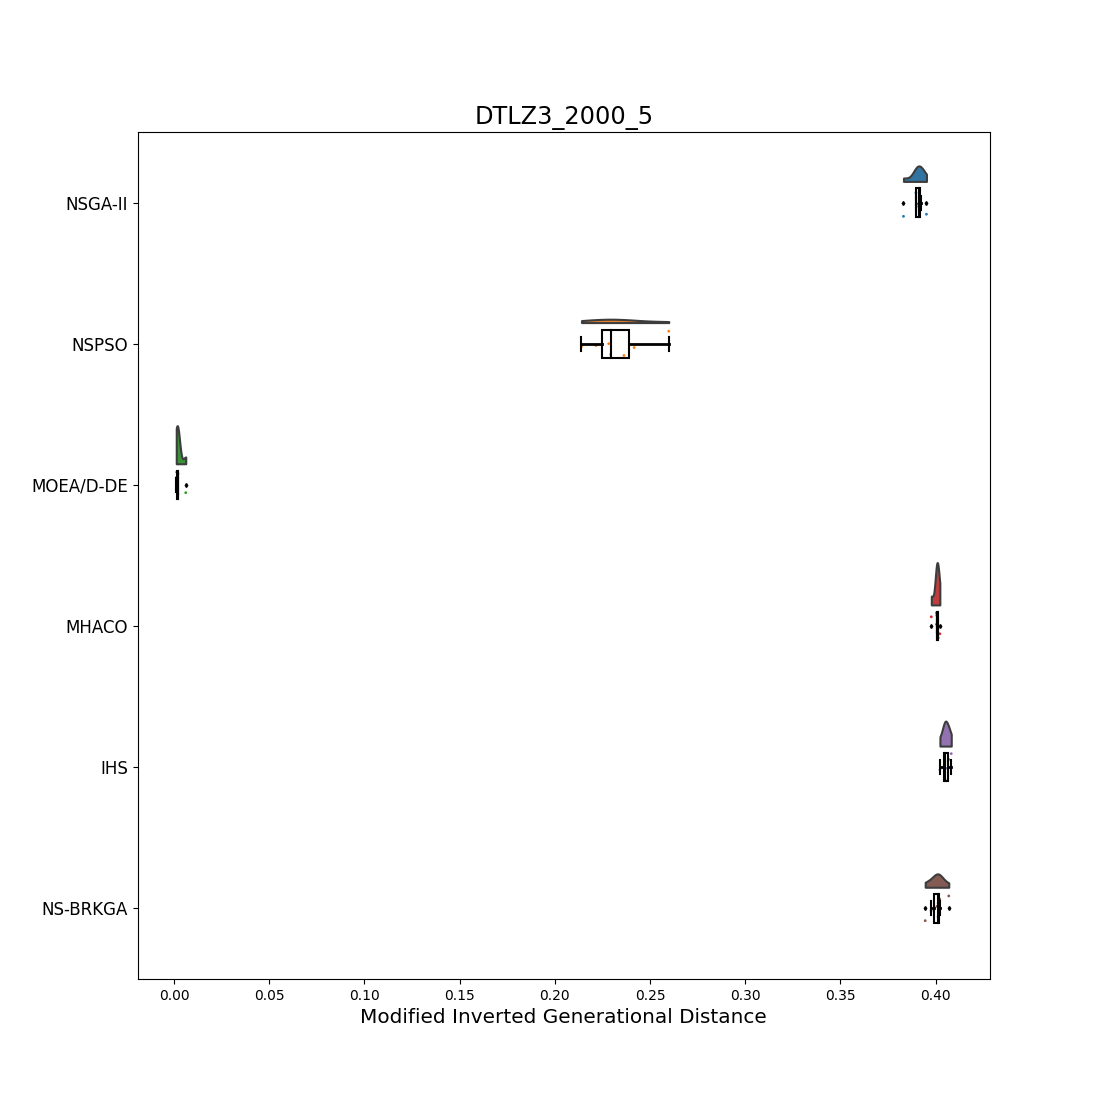 DTLZ3_2000_5
NSGA-II
NSPSO
MOEA/D-DE
MHACO
IHS
NS-BRKGA
0.00 0.05 0.10 0.15 0.20 0.25 0.30 0.35 0.40
Modified Inverted Generational Distance